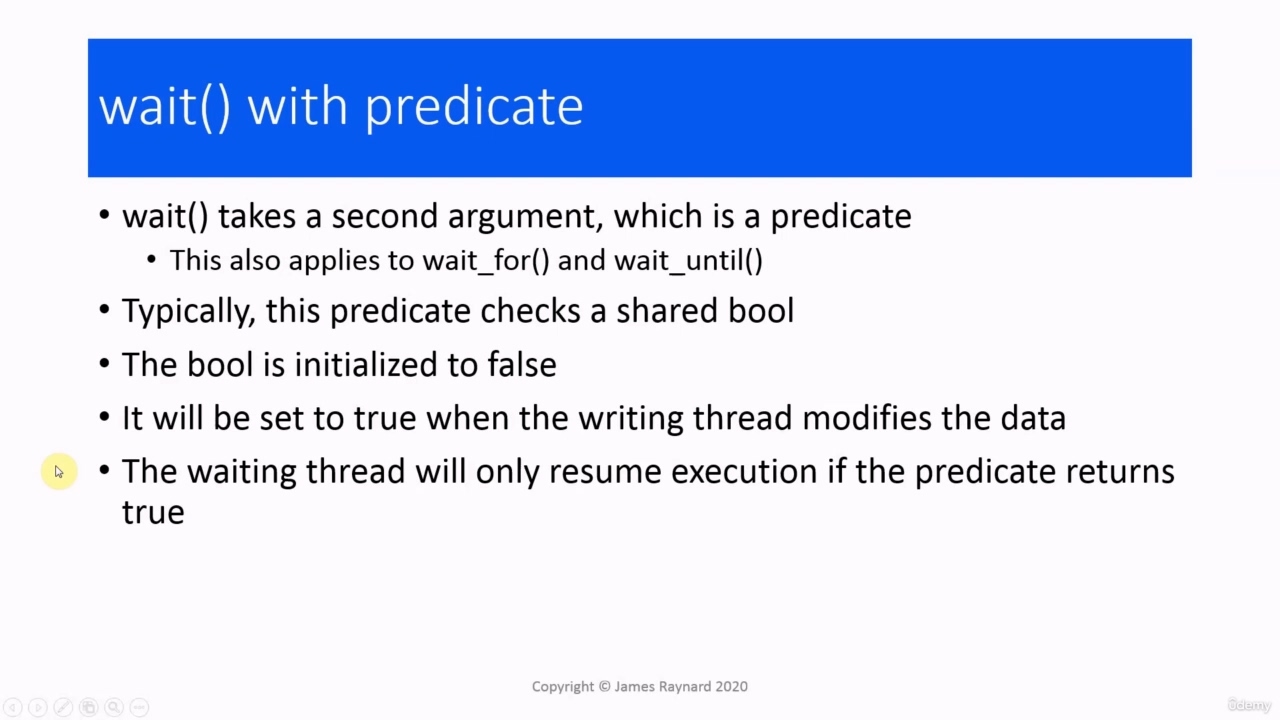 wait() with predicate
• wait() takes a second argument, which is a predicate
• This also applies to wait_for() and wait_until()
• Typically, this predicate checks a shared bool
• The bool is initialized to false
• It will be set to true when the writing thread modifies the data
• The waiting thread will only resume execution if the predicate returns
true
Copyright © James Raynard 2020
ûdemy